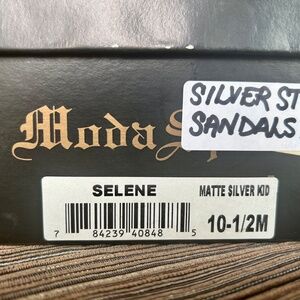 SILVER ST
SANDALS
Moda
SELENE
MATTE SILVER KID
7 84239 40848 5
10-1/2M